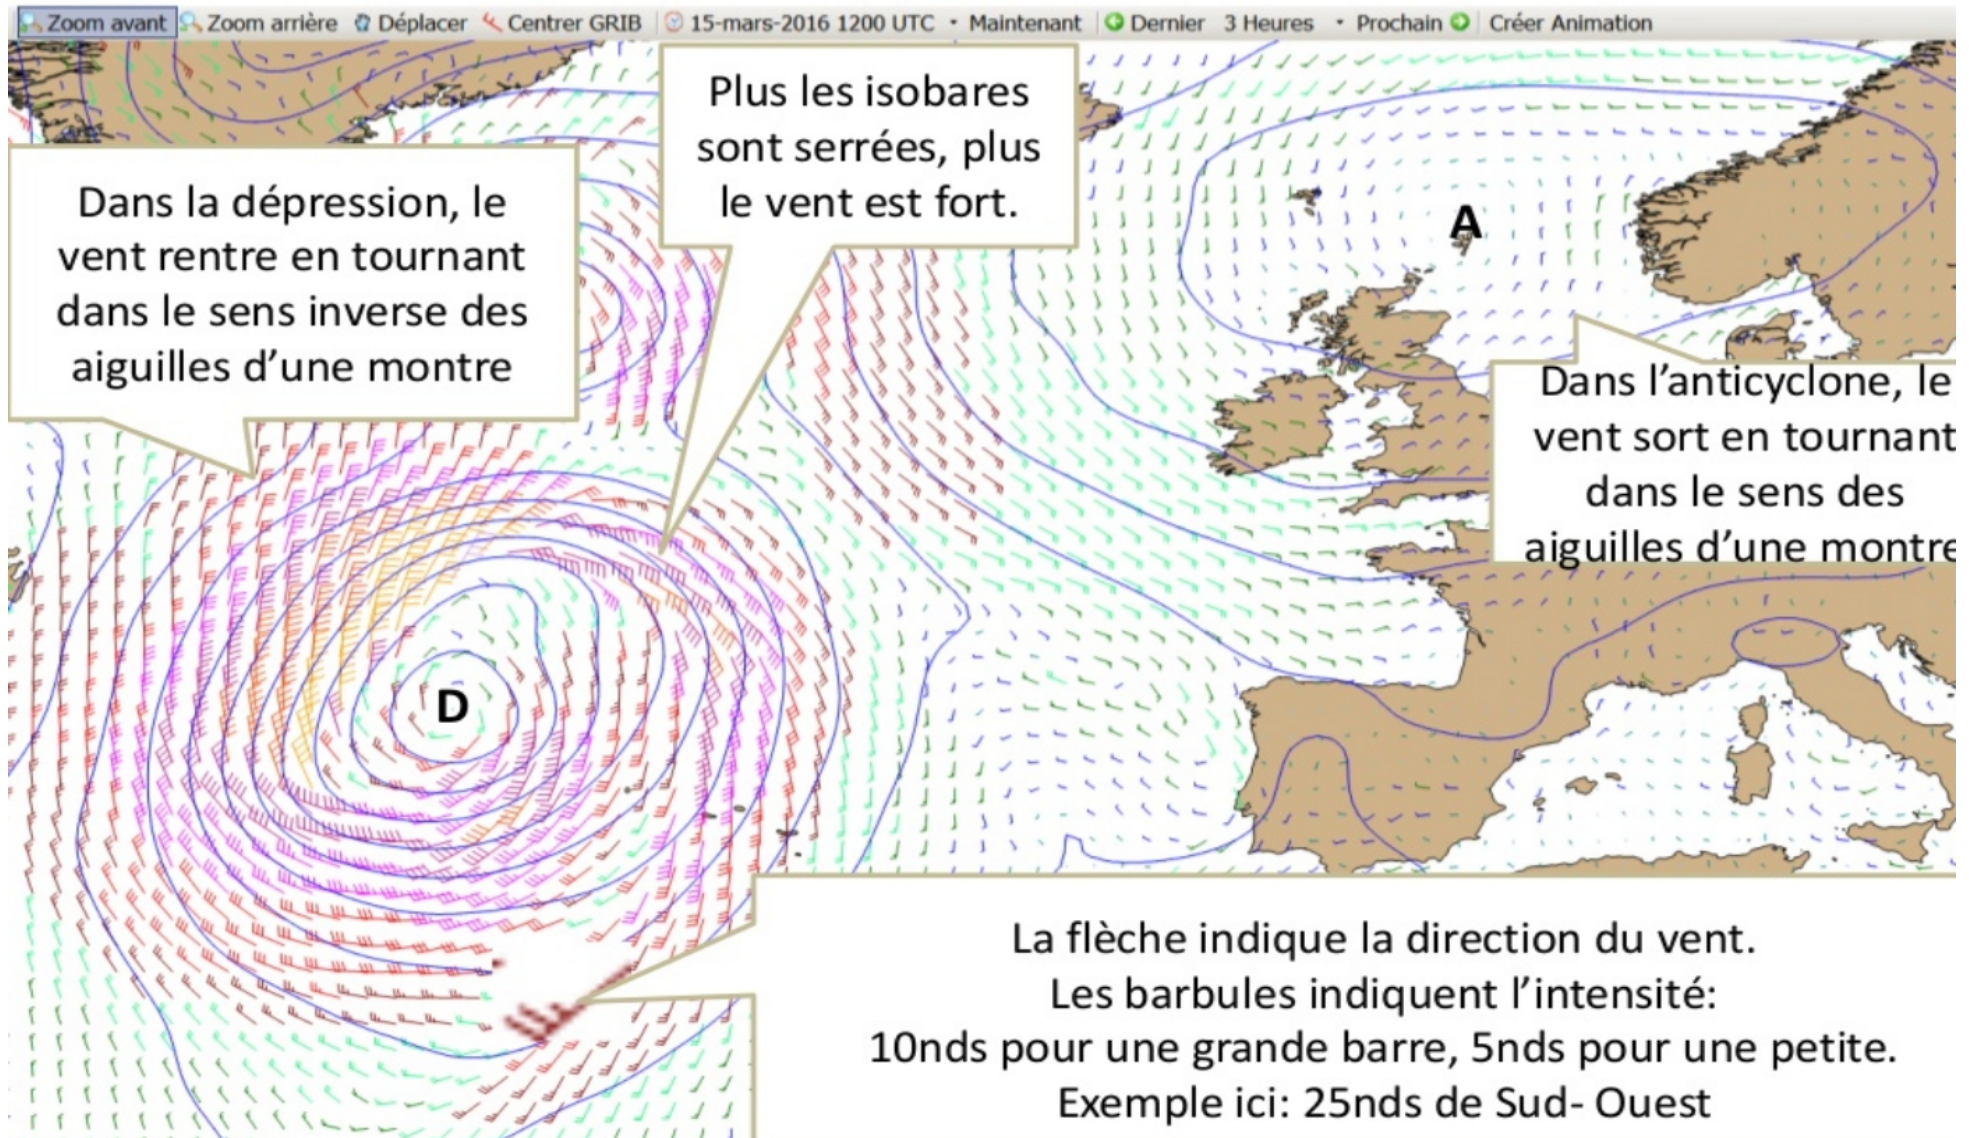 Zoom avant Zoom arrière Déplacer Centrer GRIB 15-mars-2016 1200 UTC Maintenant Dernier 3 Heures Prochain Créer Animation
Plus les isobares
sont serrées, plus
le vent est fort.
Dans la dépression, le
vent rentre en tournant
dans le sens inverse des
aiguilles d’une montre
A
Dans l’anticyclone, le
vent sort en tournant
dans le sens des
aiguilles d’une montre
D
La flèche indique la direction du vent.
Les barbules indiquent l’intensité:
10nds pour une grande barre, 5nds pour une petite.
Exemple ici: 25nds de Sud- Ouest